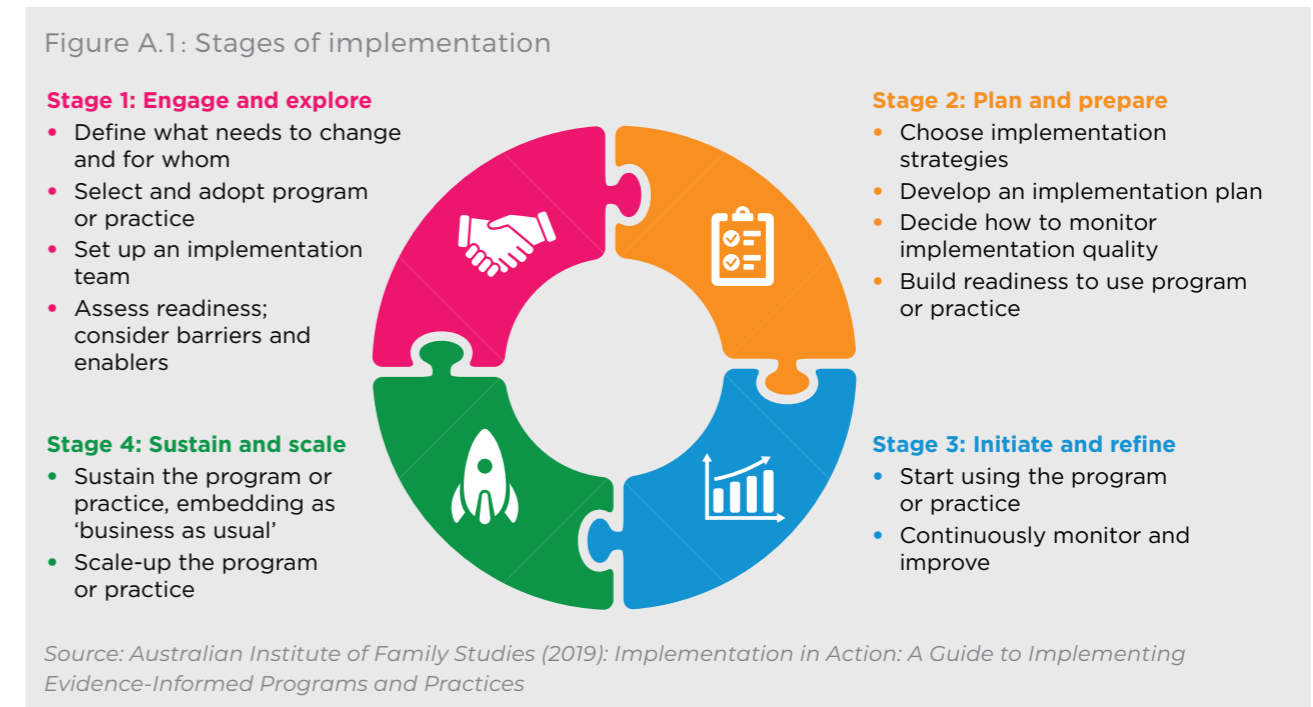 Figure A.1: Stages of implementation
Stage 1: Engage and explore
• Define what needs to change
and for whom
• Select and adopt program
or practice
• Set up an implementation
team
• Assess readiness;
consider barriers and
enablers
Stage 2: Plan and prepare
• Choose implementation
strategies
• Develop an implementation plan
• Decide how to monitor
implementation quality
• Build readiness to use program
or practice
Stage 3: Initiate and refine
• Start using the program
or practice
• Continuously monitor and
improve
Stage 4: Sustain and scale
• Sustain the program or
practice, embedding as
‘business as usual’
• Scale-up the program
or practice
Source: Australian Institute of Family Studies (2019): Implementation in Action: A Guide to Implementing
Evidence-Informed Programs and Practices